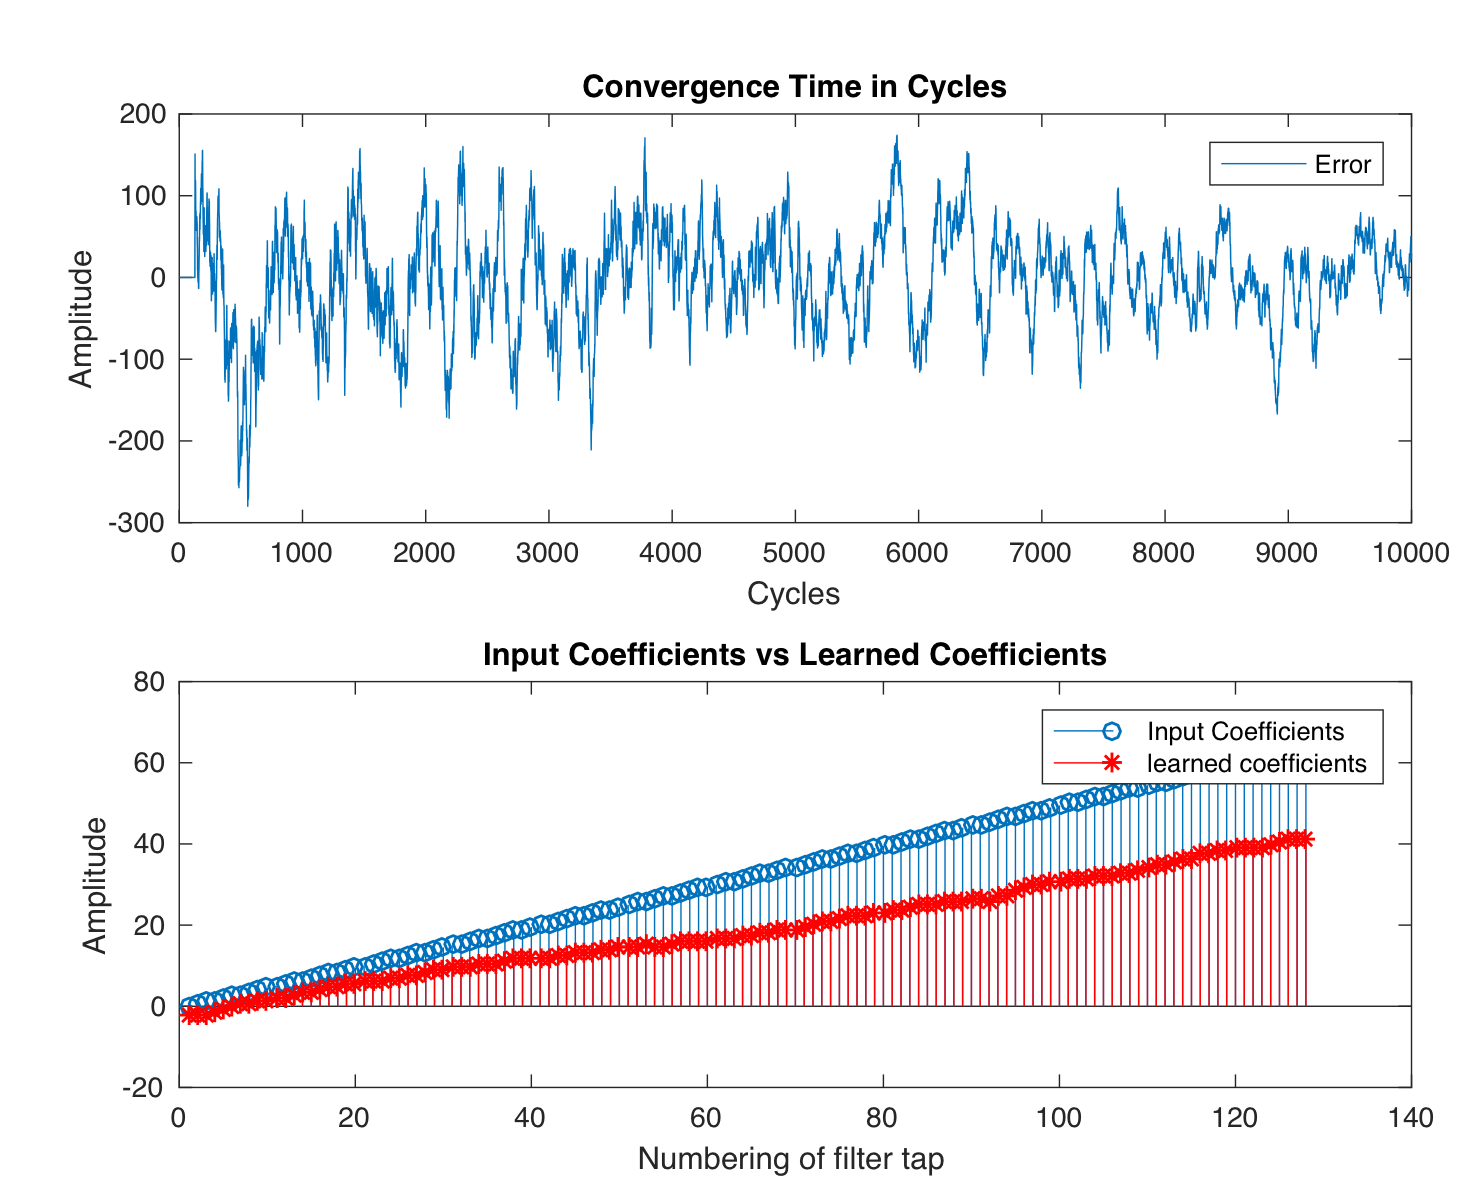 Convergence Time in Cycles
200
100
0
-100
-200
-300
Amplitude
Error
0 1000 2000 3000 4000 5000 6000 7000 8000 9000 10000
Cycles
Input Coefficients vs Learned Coefficients
80
60
40
20
0
-20
Amplitude
Input Coefficients
learned coefficients
0 20 40 60 80 100 120 140
Numbering of filter tap